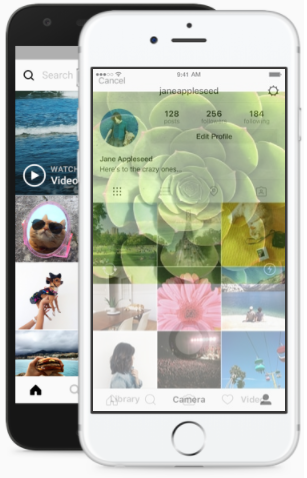 Search
WATCH
Video
9:41 AM
Cancel
janeappleseed
128 256 184
posts following
Edit Profile
Jane Appleseed
Here's to the crazy ones...
Library Camera Video